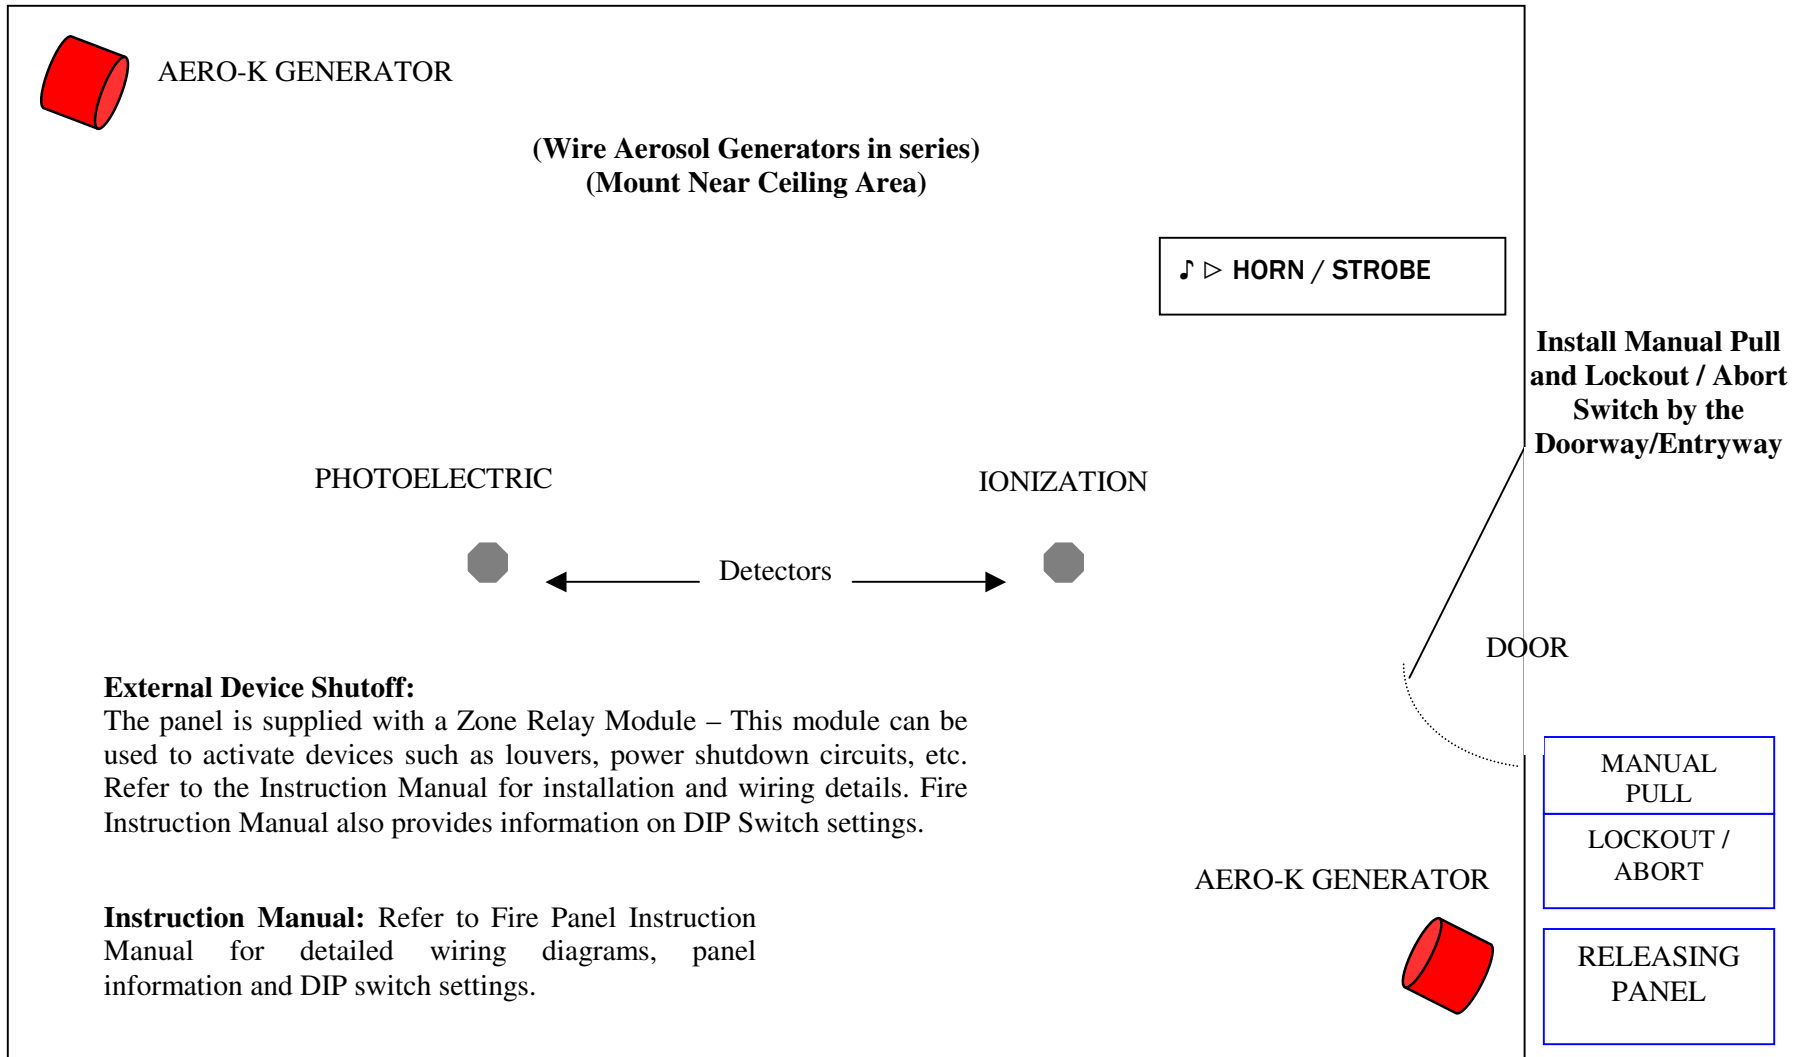 AERO-K GENERATOR
(Wire Aerosol Generators in series)
(Mount Near Ceiling Area)
♪ ▷ HORN / STROBE
Install Manual Pull
and Lockout / Abort
Switch by the
Doorway/Entryway
PHOTOELECTRIC
IONIZATION
Detectors
DOOR
External Device Shutoff:
The panel is supplied with a Zone Relay Module – This module can be
used to activate devices such as louvers, power shutdown circuits, etc.
Refer to the Instruction Manual for installation and wiring details. Fire
Instruction Manual also provides information on DIP Switch settings.
MANUAL
PULL
LOCKOUT /
ABORT
AERO-K GENERATOR
Instruction Manual: Refer to Fire Panel Instruction
Manual for detailed wiring diagrams, panel
information and DIP switch settings.
RELEASING
PANEL